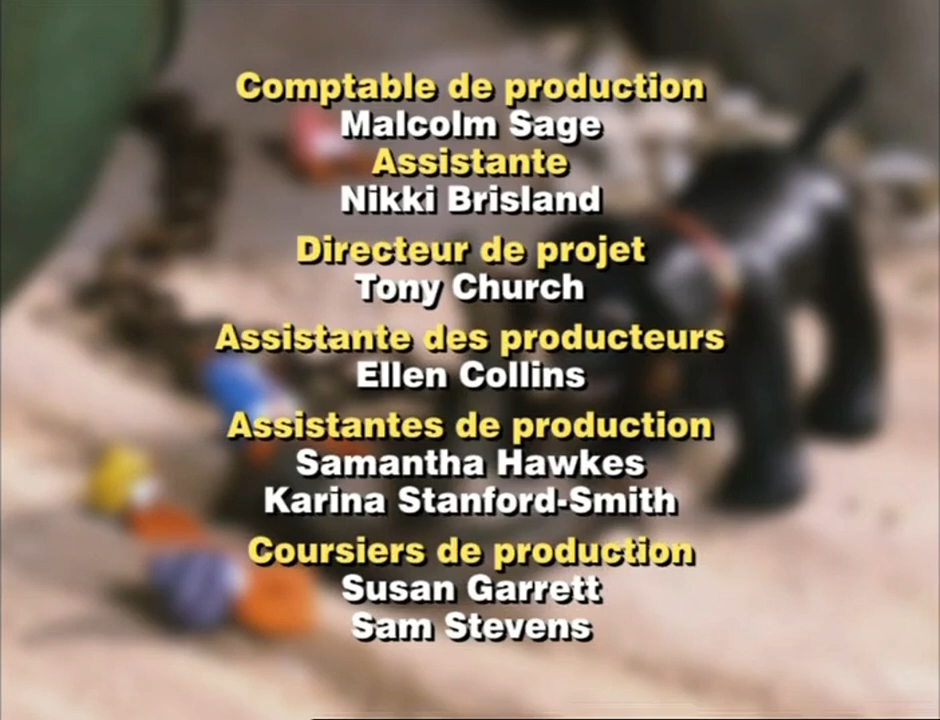 Comptable de production
Malcolm Sage
Assistante
Nikki Brisland
Directeur de projet
Tony Church
Assistante des producteurs
Ellen Collins
Assistantes de production
Samantha Hawkes
Karina Stanford-Smith
Coursiers de production
Susan Garrett
Sam Stevens